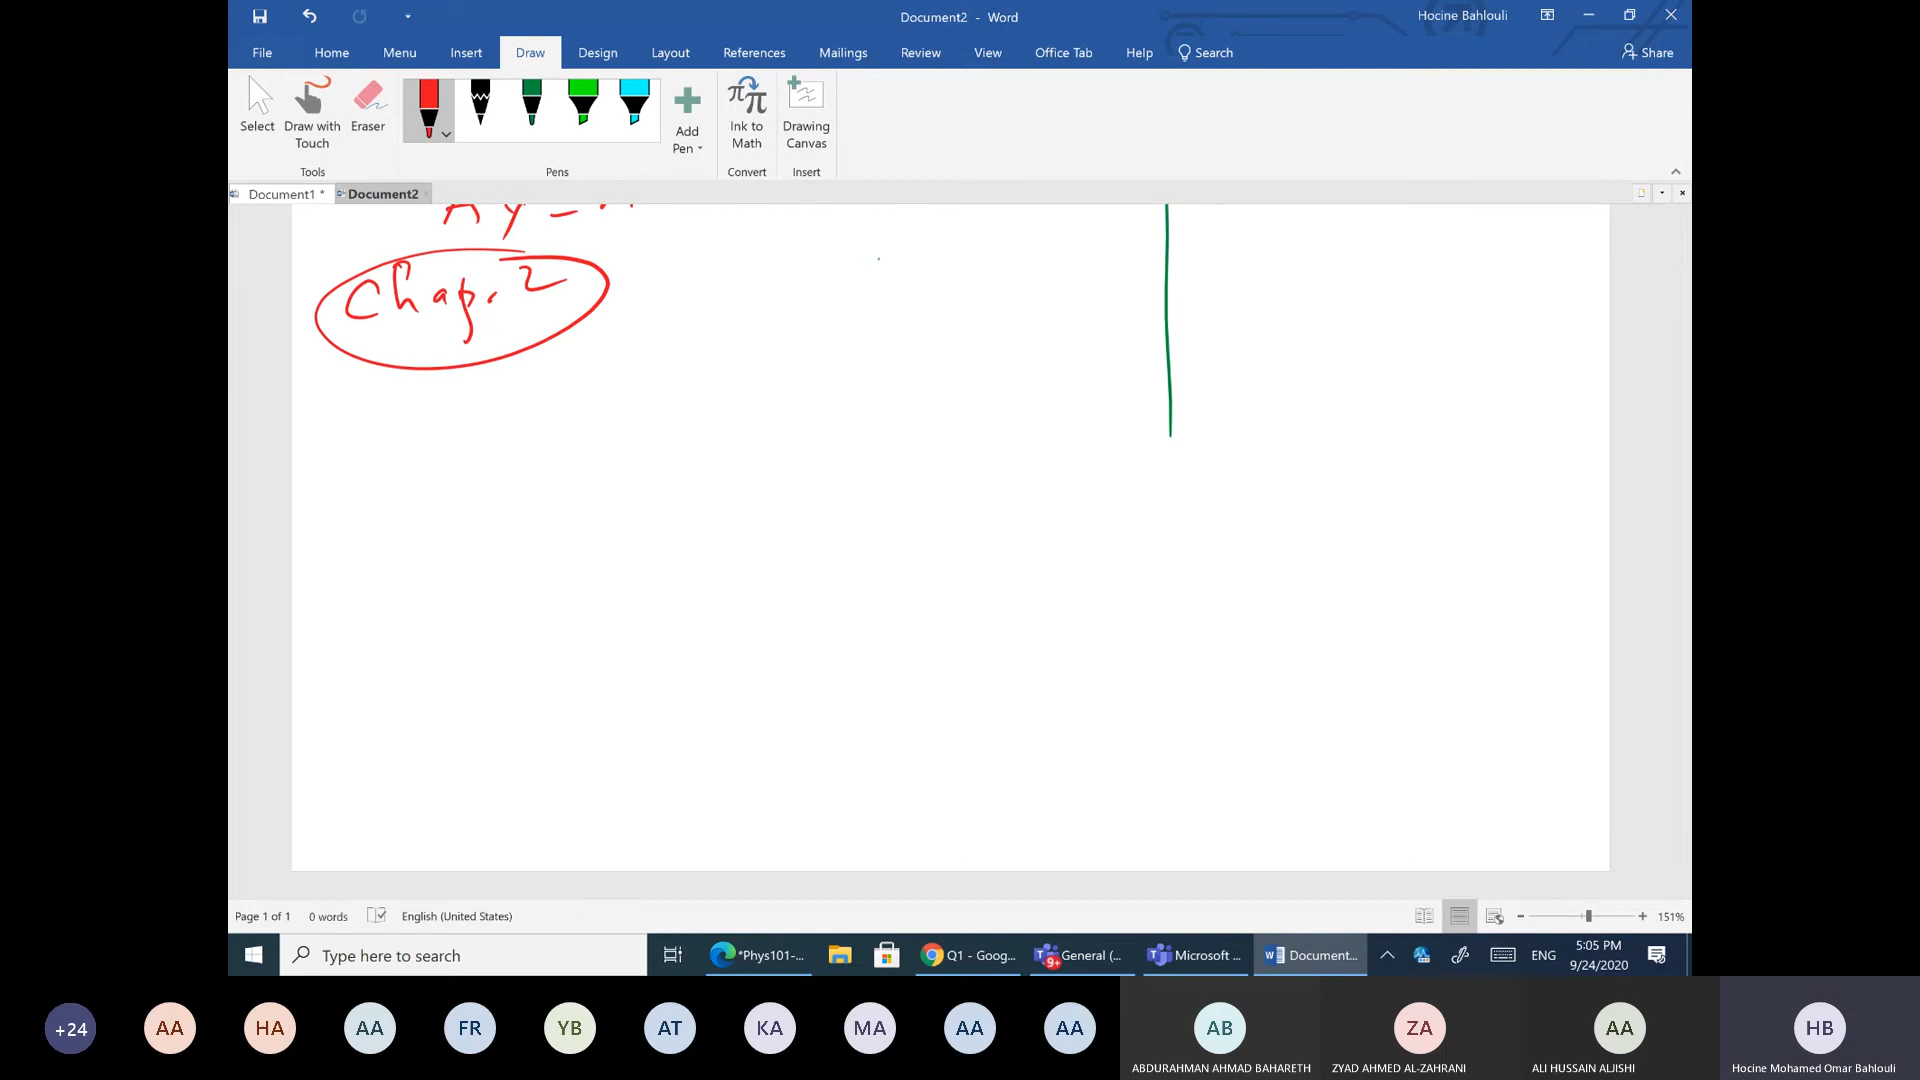 Document2 - Word
Hocine Bahlouli
File Home Menu Insert Draw Design Layout References Mailings Review View Office Tab Help Search Share
Select
Draw with Touch
Eraser
Add Pen
Ink to Math
Drawing Canvas
Tools Pens Convert Insert
Document1 * Document2
Chap. 2
Page 1 of 1 0 words English (United States) 151%
Type here to search
*Phys101-...
Q1 - Goog...
9+
General (...
Microsoft ...
Document...
ENG
5:05 PM
9/24/2020
+24 AA HA AA FR YB AT KA MA AA AA AB ZA AA HB
ABDURAHMAN AHMAD BAHARETH ZYAD AHMED AL-ZAHRANI ALI HUSSAIN ALJISHI Hocine Mohamed Omar Bahlouli